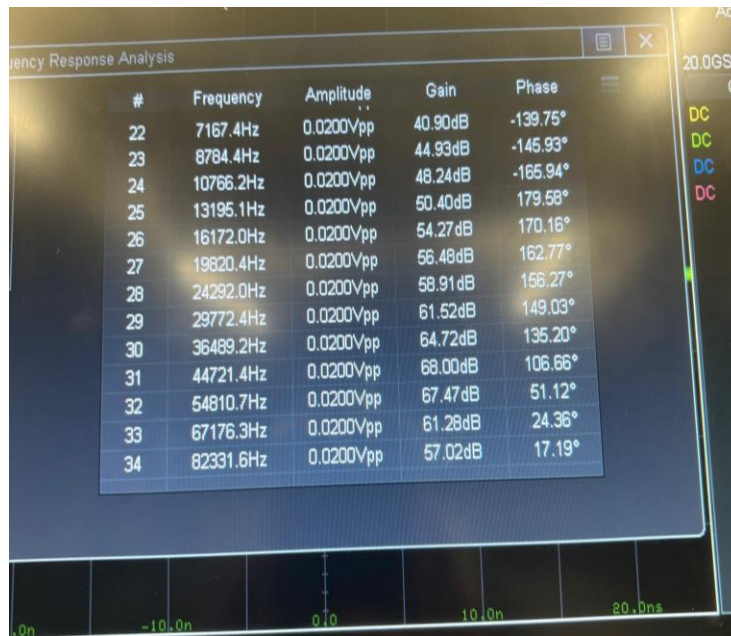 uency Response Analysis
20.0GS
# Frequency Amplitude Gain Phase
22 7167.4Hz 0.0200Vpp 40.90dB -139.75°
23 8784.4Hz 0.0200Vpp 44.93dB -145.93°
24 10766.2Hz 0.0200Vpp 48.24dB -165.94°
25 13195.1Hz 0.0200Vpp 50.40dB 179.58°
26 16172.0Hz 0.0200Vpp 54.27dB 170.16°
27 19820.4Hz 0.0200Vpp 56.48dB 162.77°
28 24292.0Hz 0.0200Vpp 58.91dB 156.27°
29 29772.4Hz 0.0200Vpp 61.52dB 149.03°
30 36489.2Hz 0.0200Vpp 64.72dB 135.20°
31 44721.4Hz 0.0200Vpp 68.00dB 106.66°
32 54810.7Hz 0.0200Vpp 67.47dB 51.12°
33 67176.3Hz 0.0200Vpp 61.28dB 24.36°
34 82331.6Hz 0.0200Vpp 57.02dB 17.19°
DC
DC
DC
DC
.0n -10.0n 0.0 10.0n 20.0ns